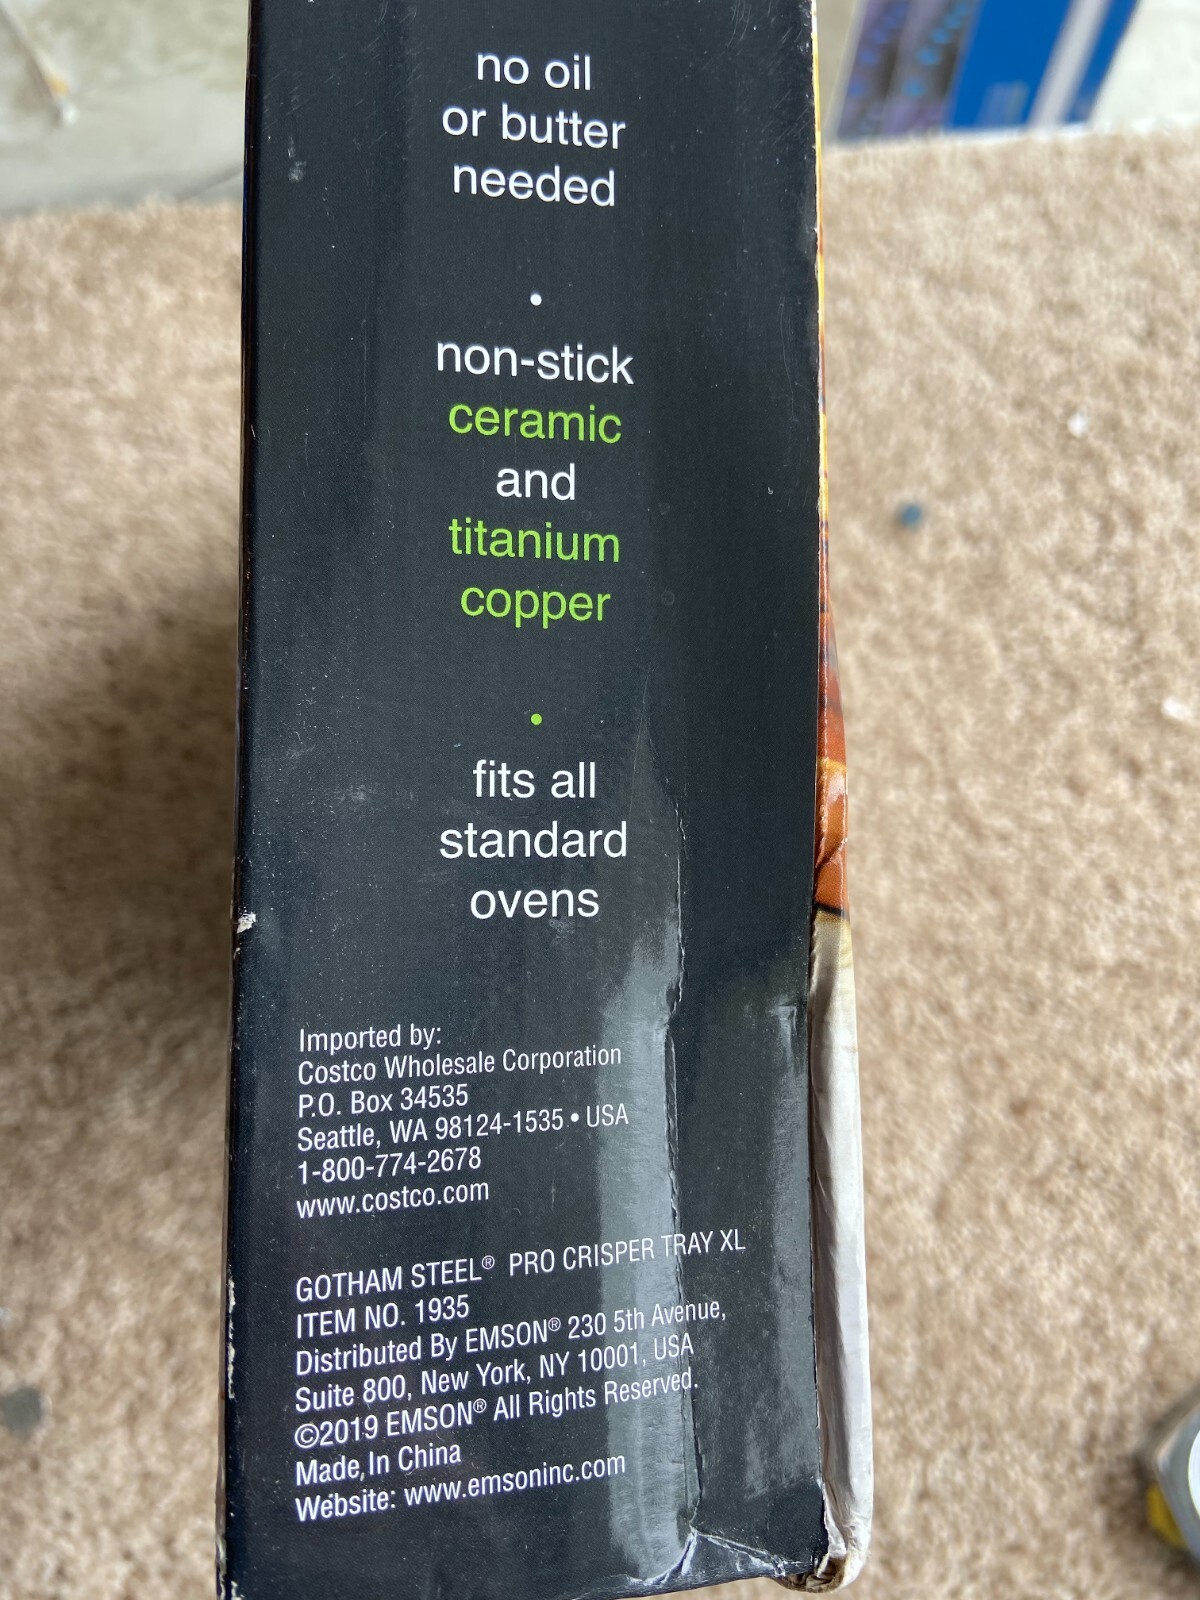 no oil
or butter
needed
•
non-stick
ceramic
and
titanium
copper
•
fits all
standard
ovens
Imported by:
Costco Wholesale Corporation
P.O. Box 34535
Seattle, WA 98124-1535 • USA
1-800-774-2678
www.costco.com
GOTHAM STEEL® PRO CRISPER TRAY XL
ITEM NO. 1935
Distributed By EMSON® 230 5th Avenue,
Suite 800, New York, NY 10001, USA
©2019 EMSON® All Rights Reserved.
Made In China
Website: www.emsoninc.com